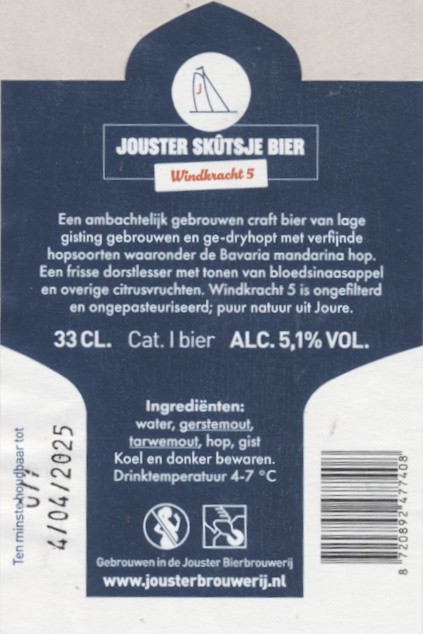 J
JOUSTER SKÛTSJE BIER
Windkracht 5
Een ambachtelijk gebrouwen craft bier van lage
gisting gebrouwen en ge-dryhopt met verfijnde
hopsoorten waaronder de Bavaria mandarina hop.
Een frisse dorstlesser met tonen van bloedsinaasappel
en overige citrusvruchten. Windkracht 5 is ongefilterd
en ongepasteuriseerd; puur natuur uit Joure.
33 CL. Cat. I bier ALC. 5,1% VOL.
Ingrediënten:
water, gerstemout,
tarwemout, hop, gist
Koel en donker bewaren.
Drinktemperatuur 4-7 °C
Gebrouwen in de Jouster Bierbrouwerij
www.jousterbrouwerij.nl
Ten minste houdbaar tot
4/04/2025
8 720892 477408